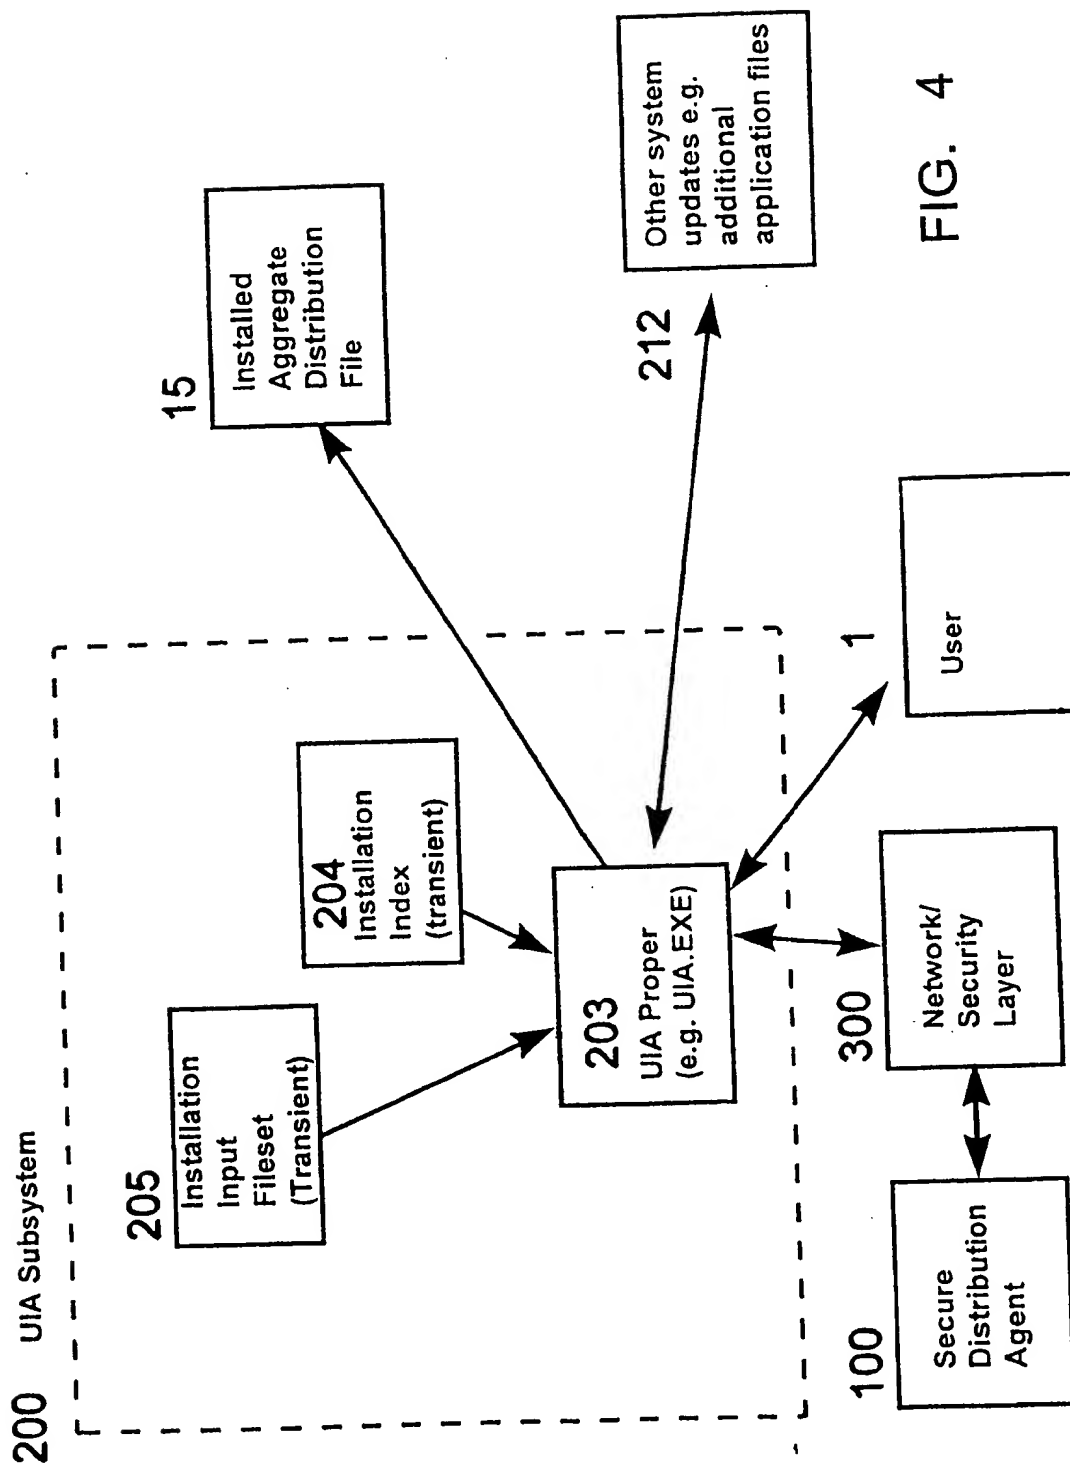 200 UIA Subsystem
205
Installation
Input
Fileset
(Transient)
204
Installation
Index
(transient)
15
Installed
Aggregate
Distribution
File
203
UIA Proper
(e.g. UIA.EXE)
212
Other system
updates e.g.
additional
application files
100
Secure
Distribution
Agent
300
Network/
Security
Layer
1
User
FIG. 4